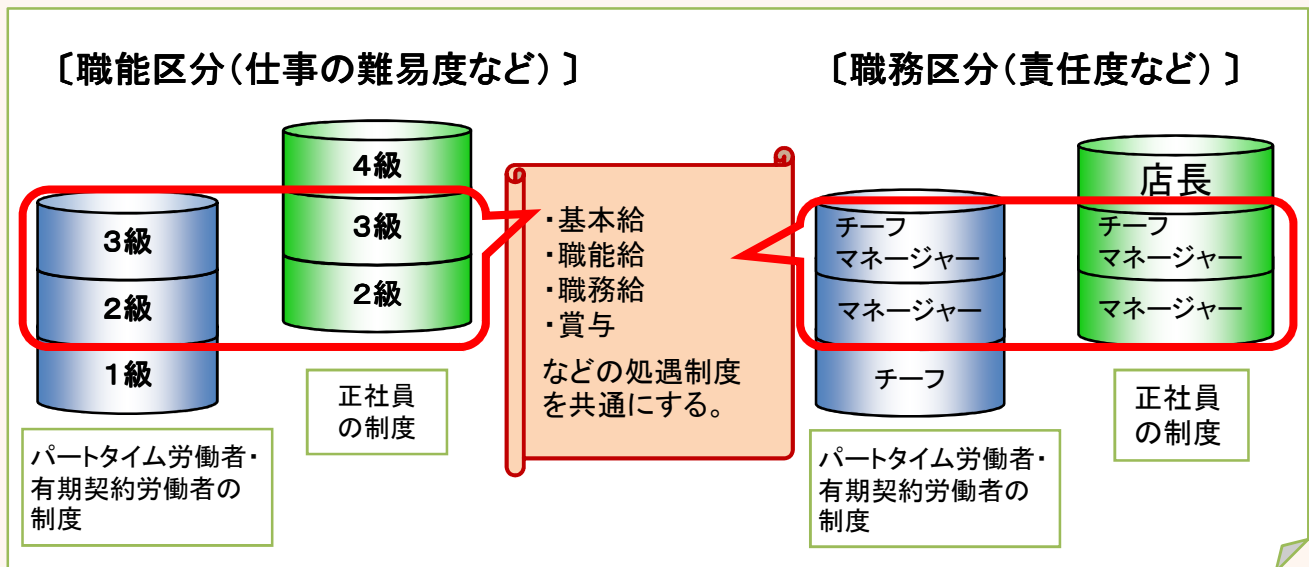 〔職能区分(仕事の難易度など)〕
3級
2級
1級
パートタイム労働者・
有期契約労働者の
制度
4級
3級
2級
正社員
の制度
・基本給
・職能給
・職務給
・賞与
などの処遇制度
を共通にする。
〔職務区分(責任度など)〕
チーフ
マネージャー
マネージャー
チーフ
パートタイム労働者・
有期契約労働者の
制度
店長
チーフ
マネージャー
マネージャー
正社員
の制度